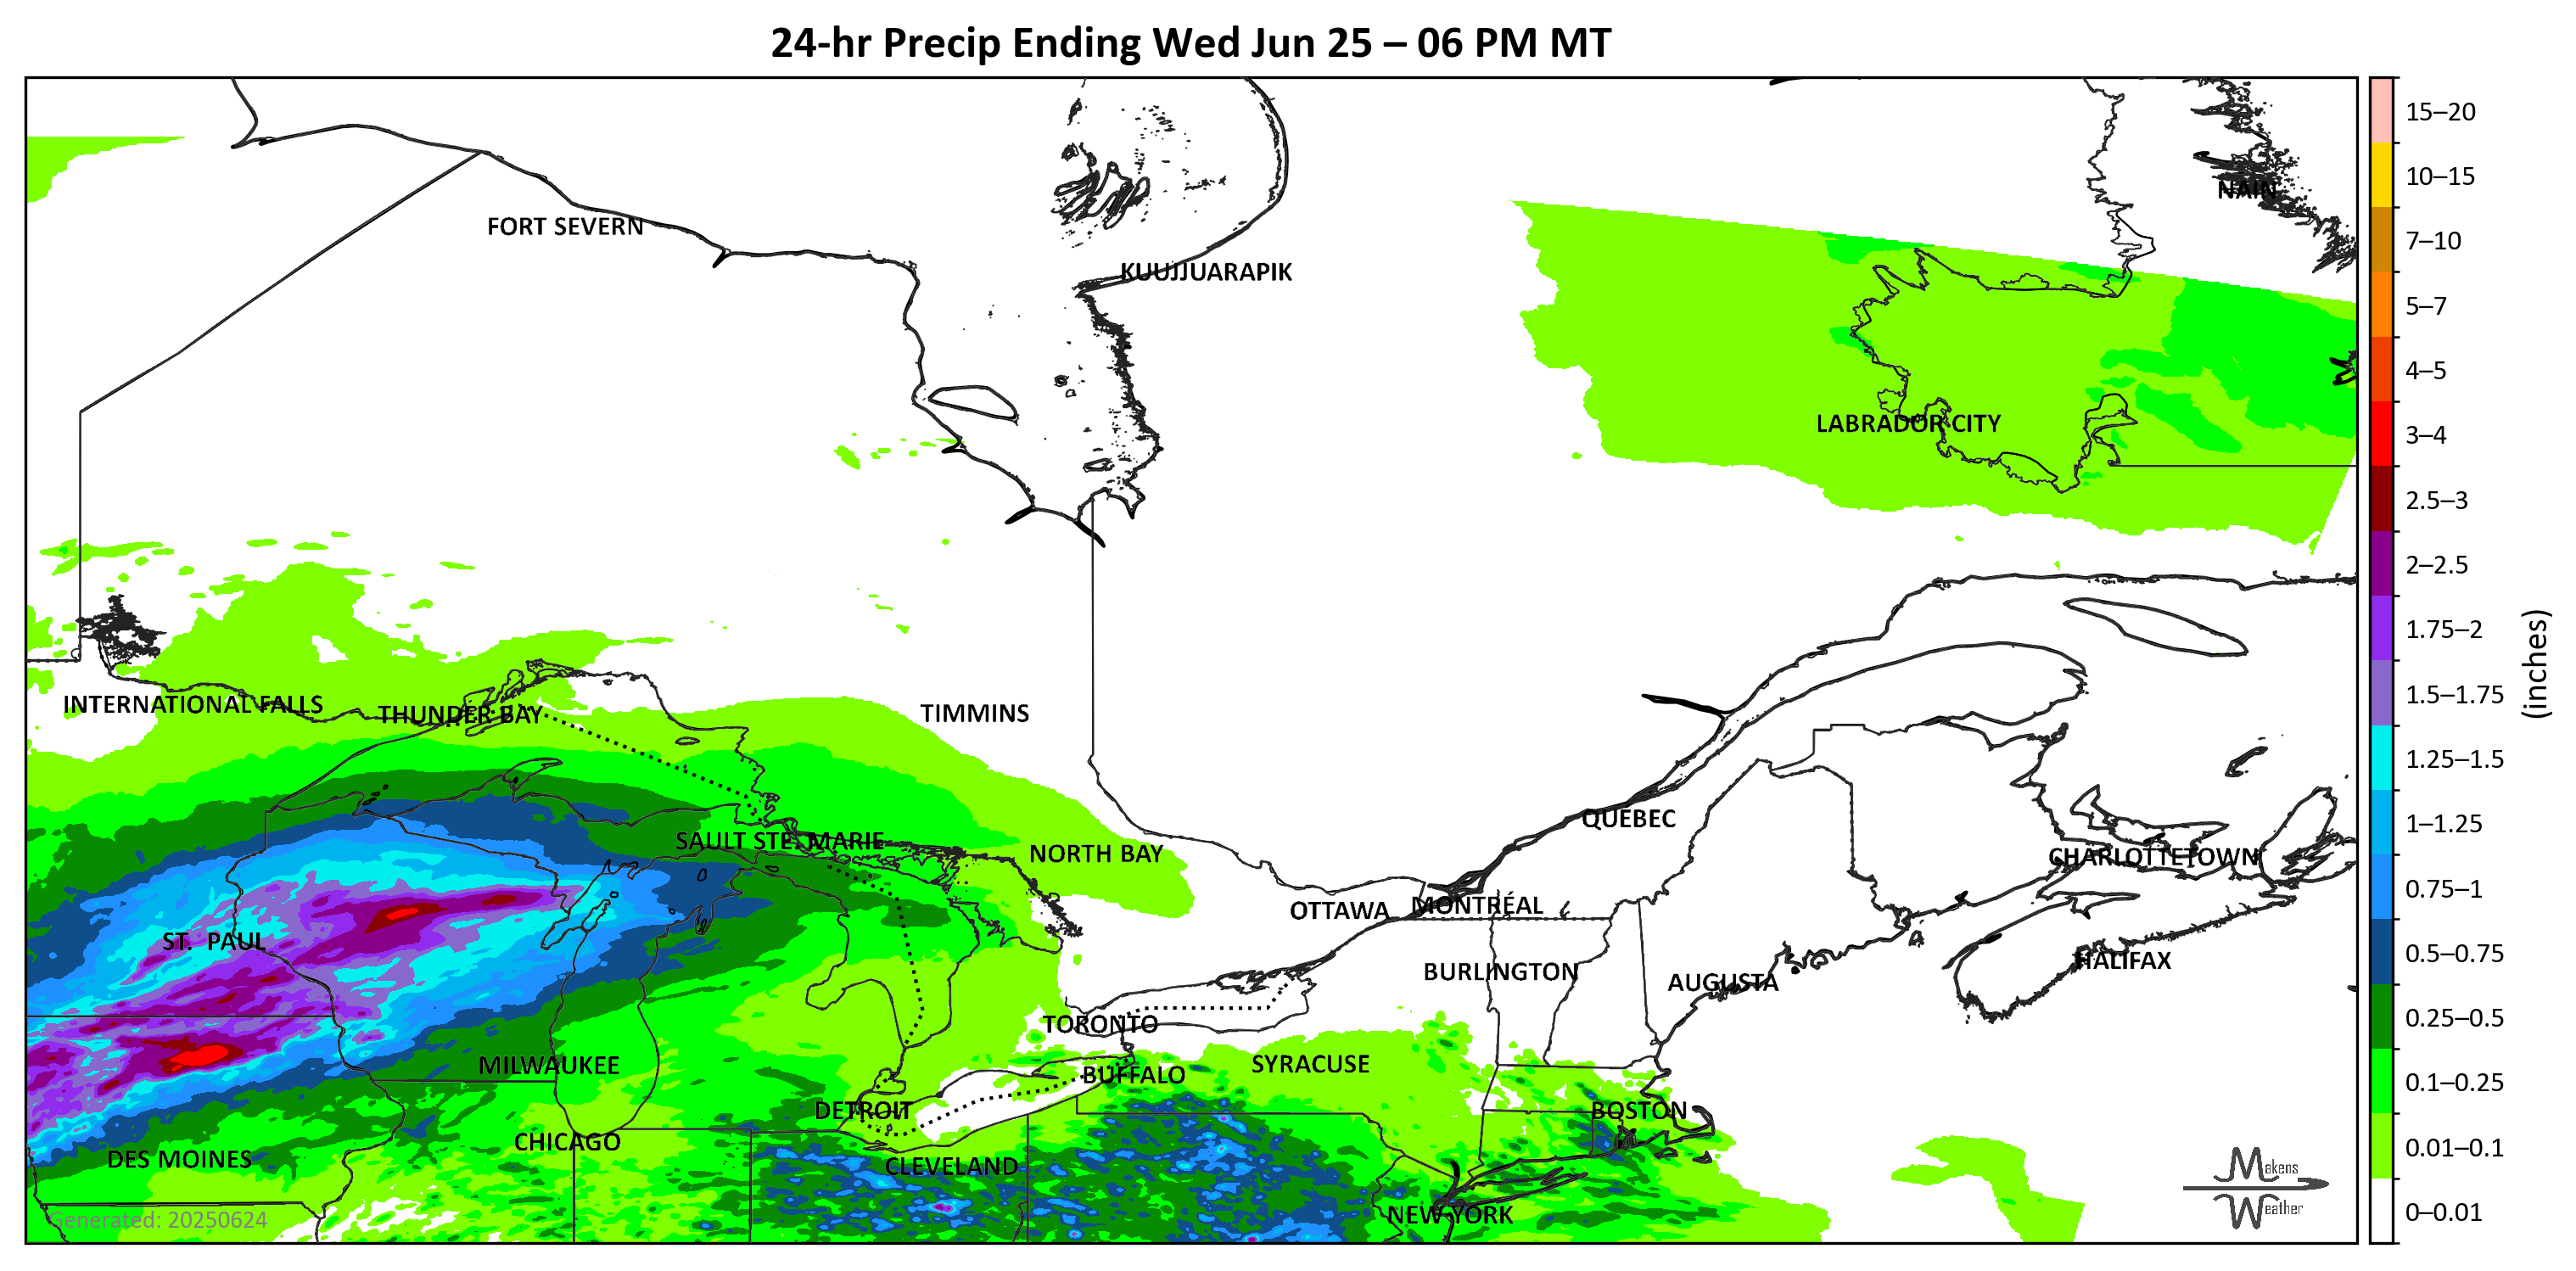 24-hr Precip Ending Wed Jun 25 – 06 PM MT
15–20
10–15
7–10
5–7
4–5
3–4
2.5–3
2–2.5
1.75–2
1.5–1.75
1.25–1.5
1–1.25
0.75–1
0.5–0.75
0.25–0.5
0.1–0.25
0.01–0.1
0–0.01
(inches)
NAIN
FORT SEVERN
KUUJJUARAPIK
LABRADOR CITY
INTERNATIONAL FALLS
THUNDER BAY
TIMMINS
QUEBEC
SAULT STE. MARIE
NORTH BAY
CHARLOTTETOWN
OTTAWA
MONTRÉAL
ST. PAUL
HALIFAX
BURLINGTON
AUGUSTA
TORONTO
MILWAUKEE
SYRACUSE
BUFFALO
DETROIT
BOSTON
CHICAGO
DES MOINES
CLEVELAND
NEW YORK
Generated: 20250624
Makens
Weather